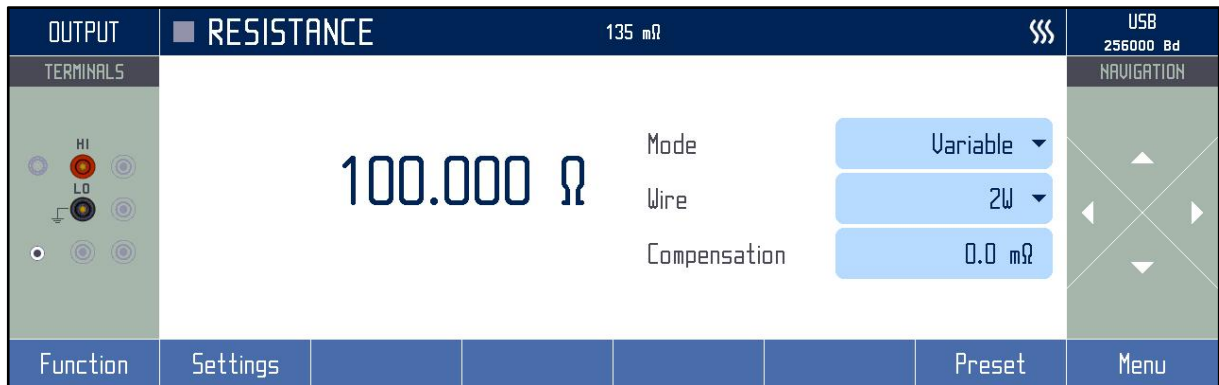 OUTPUT
RESISTANCE
135 mΩ
USB
256000 Bd
TERMINALS
NAVIGATION
HI
LO
100.000 Ω
Mode
Variable
Wire
2W
Compensation
0.0 mΩ
Function
Settings
Preset
Menu